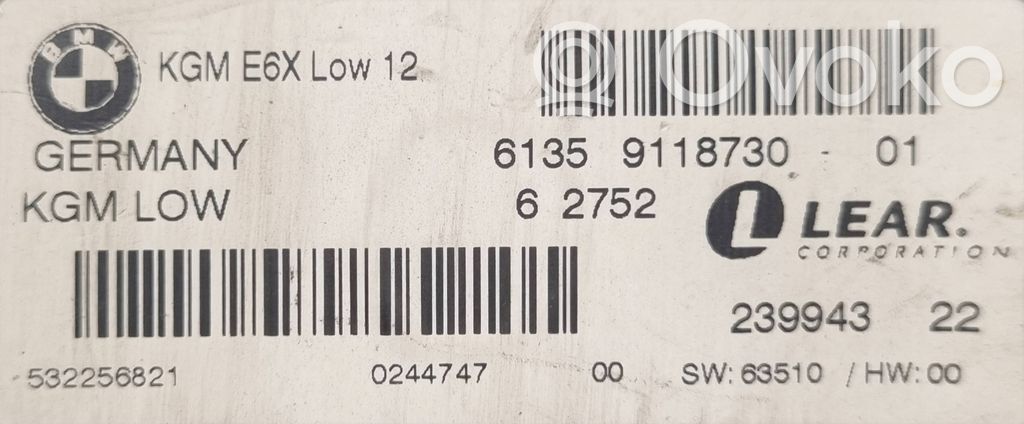 BMW
KGM E6X Low 12
Ovoko
GERMANY
6135 9118730 - 01
KGM LOW
6 2752
L LEAR.
CORPORATION
239943 22
532256821 0244747 00 SW: 63510 / HW: 00